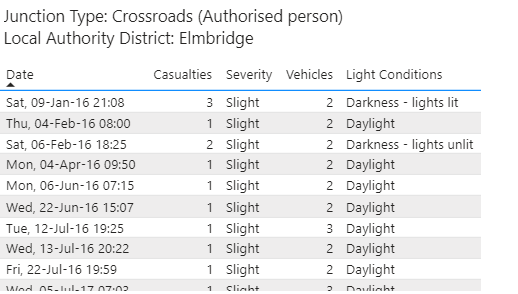 Junction Type: Crossroads (Authorised person)
Local Authority District: Elmbridge
Date Casualties Severity Vehicles Light Conditions
Sat, 09-Jan-16 21:08 3 Slight 2 Darkness - lights lit
Thu, 04-Feb-16 08:00 1 Slight 2 Daylight
Sat, 06-Feb-16 18:25 2 Slight 2 Darkness - lights unlit
Mon, 04-Apr-16 09:50 1 Slight 2 Daylight
Mon, 06-Jun-16 07:15 1 Slight 2 Daylight
Wed, 22-Jun-16 15:07 1 Slight 2 Daylight
Tue, 12-Jul-16 19:25 1 Slight 3 Daylight
Wed, 13-Jul-16 20:22 1 Slight 2 Daylight
Fri, 22-Jul-16 19:59 1 Slight 2 Daylight
Wed, 05-Jul-17 1 Slight Daylight